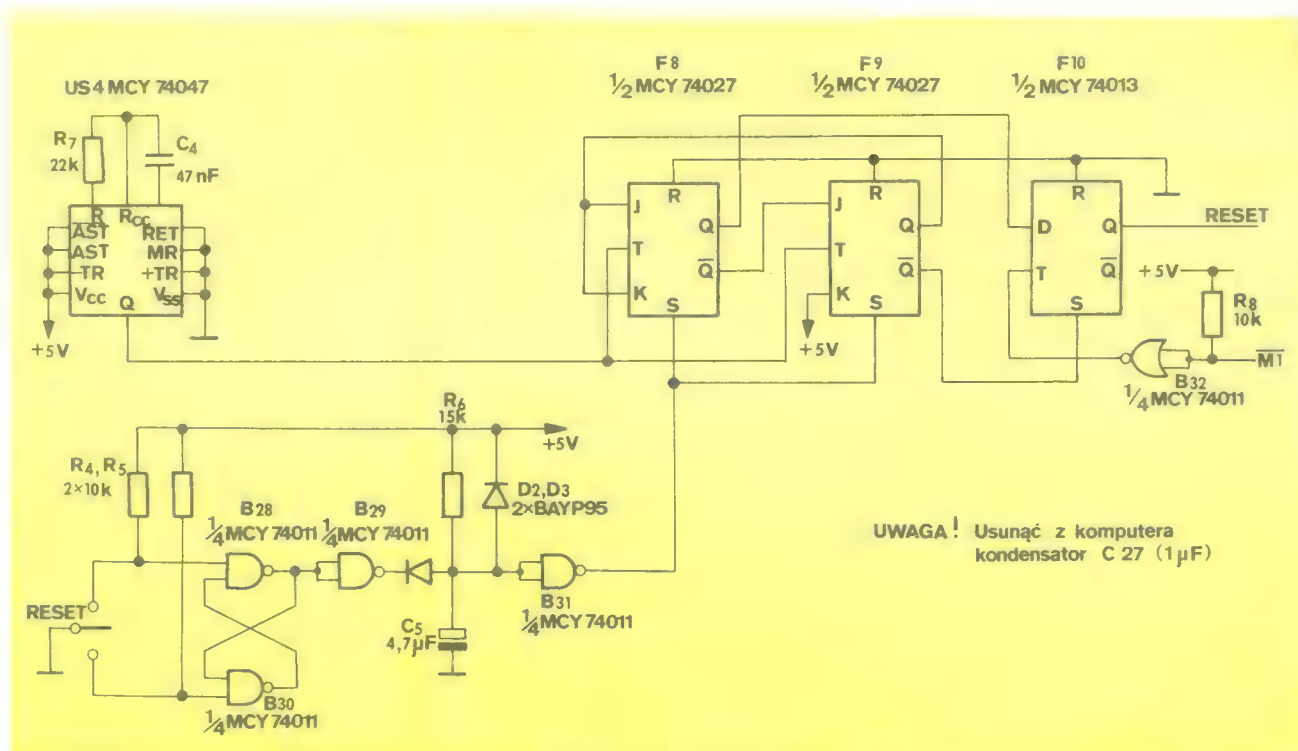 US4 MCY 74047
R7
22k
C4
47 nF
R
RCC
C
A̅S̅T̅
RET
AST
MR
-TR
+TR
VCC
Q
VSS
+5V
F8
1/2 MCY 74027
F9
1/2 MCY 74027
F10
1/2 MCY 74013
R
J
Q
T
Q̅
K
S
R
J
Q
T
Q̅
K
S
+5V
R
D
Q
T
Q̅
S
RESET
+5V
R8
10k
M̅1̅
B32
1/4 MCY 74011
R4, R5
2×10k
R6
15k
+5V
D2, D3
2×BAYP95
B28
1/4 MCY 74011
B29
1/4 MCY 74011
B31
1/4 MCY 74011
C5
4,7µF
RESET
B30
1/4 MCY 74011
UWAGA! Usunąć z komputera
kondensator C 27 (1µF)